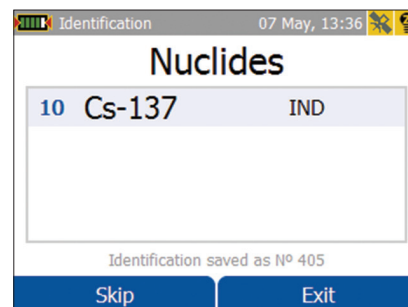 Identification 07 May, 13:36
Nuclides
10 Cs-137 IND
Identification saved as Nº 405
Skip Exit